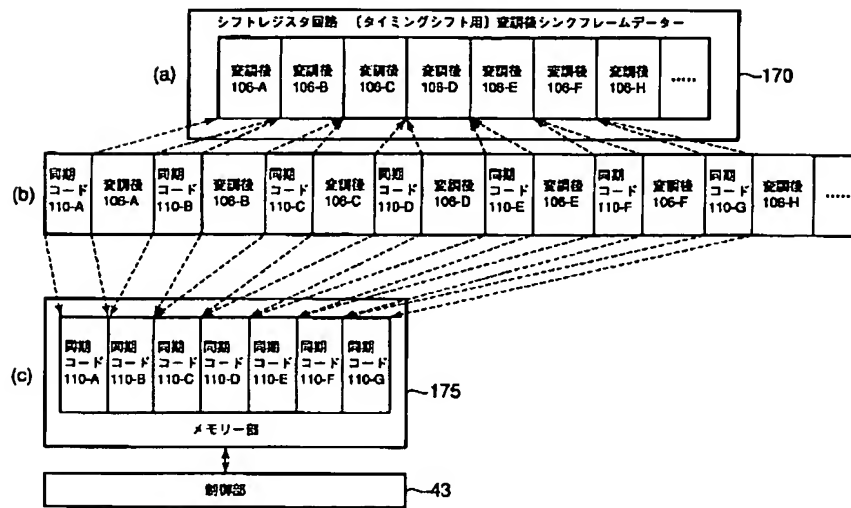 シフトレジスタ回路 （タイミングシフト用）変調後シンクフレームデーター
(a)
変調後 変調後 変調後 変調後 変調後 変調後 変調後 .....
106-A 106-B 106-C 106-D 106-E 106-F 106-H
170
(b)
同期 変調後 同期 変調後 同期 変調後 同期 変調後 同期 変調後 同期 変調後 同期 変調後 .....
コード 106-A コード 106-B コード 106-C コード 106-D コード 106-E コード 106-F コード 106-H
110-A 110-B 110-C 110-D 110-E 110-F 110-G
(c)
同期 同期 同期 同期 同期 同期 同期
コード コード コード コード コード コード コード
110-A 110-B 110-C 110-D 110-E 110-F 110-G
175
メモリー部
制御部
43